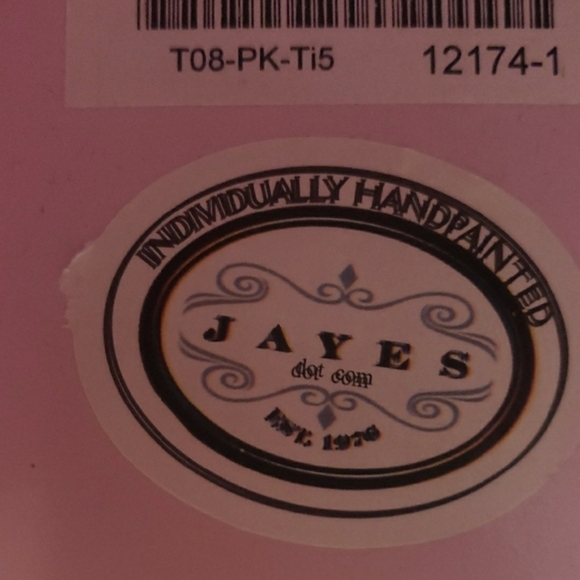 T08-PK-Ti5 12174-1
INDIVIDUALLY HANDPAINTED
JAYES
dot com
EST. 1976